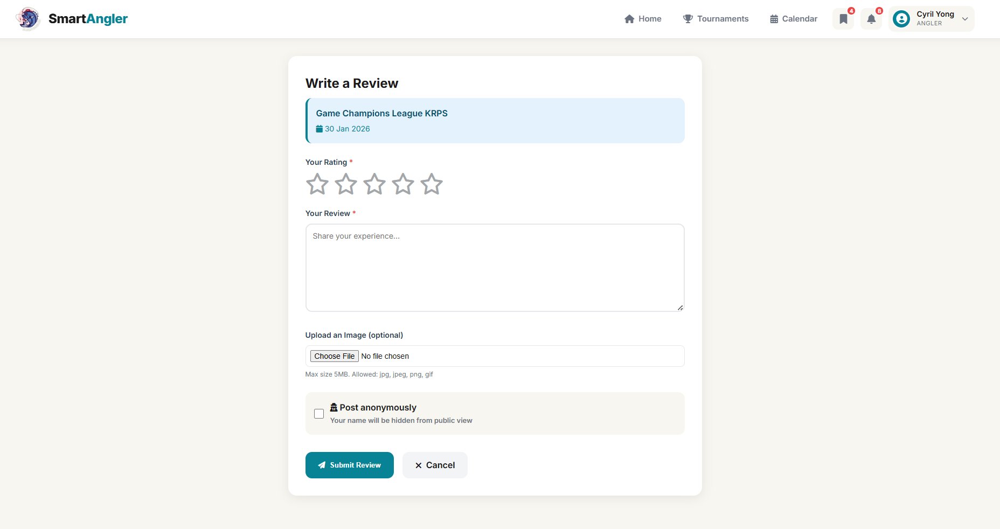 SmartAngler
Home
Tournaments
Calendar
4
8
Cyril Yong
ANGLER
Write a Review
Game Champions League KRPS
30 Jan 2026
Your Rating *
Your Review *
Share your experience...
Upload an Image (optional)
Choose File No file chosen
Max size 5MB. Allowed: jpg, jpeg, png, gif
Post anonymously
Your name will be hidden from public view
Submit Review
Cancel